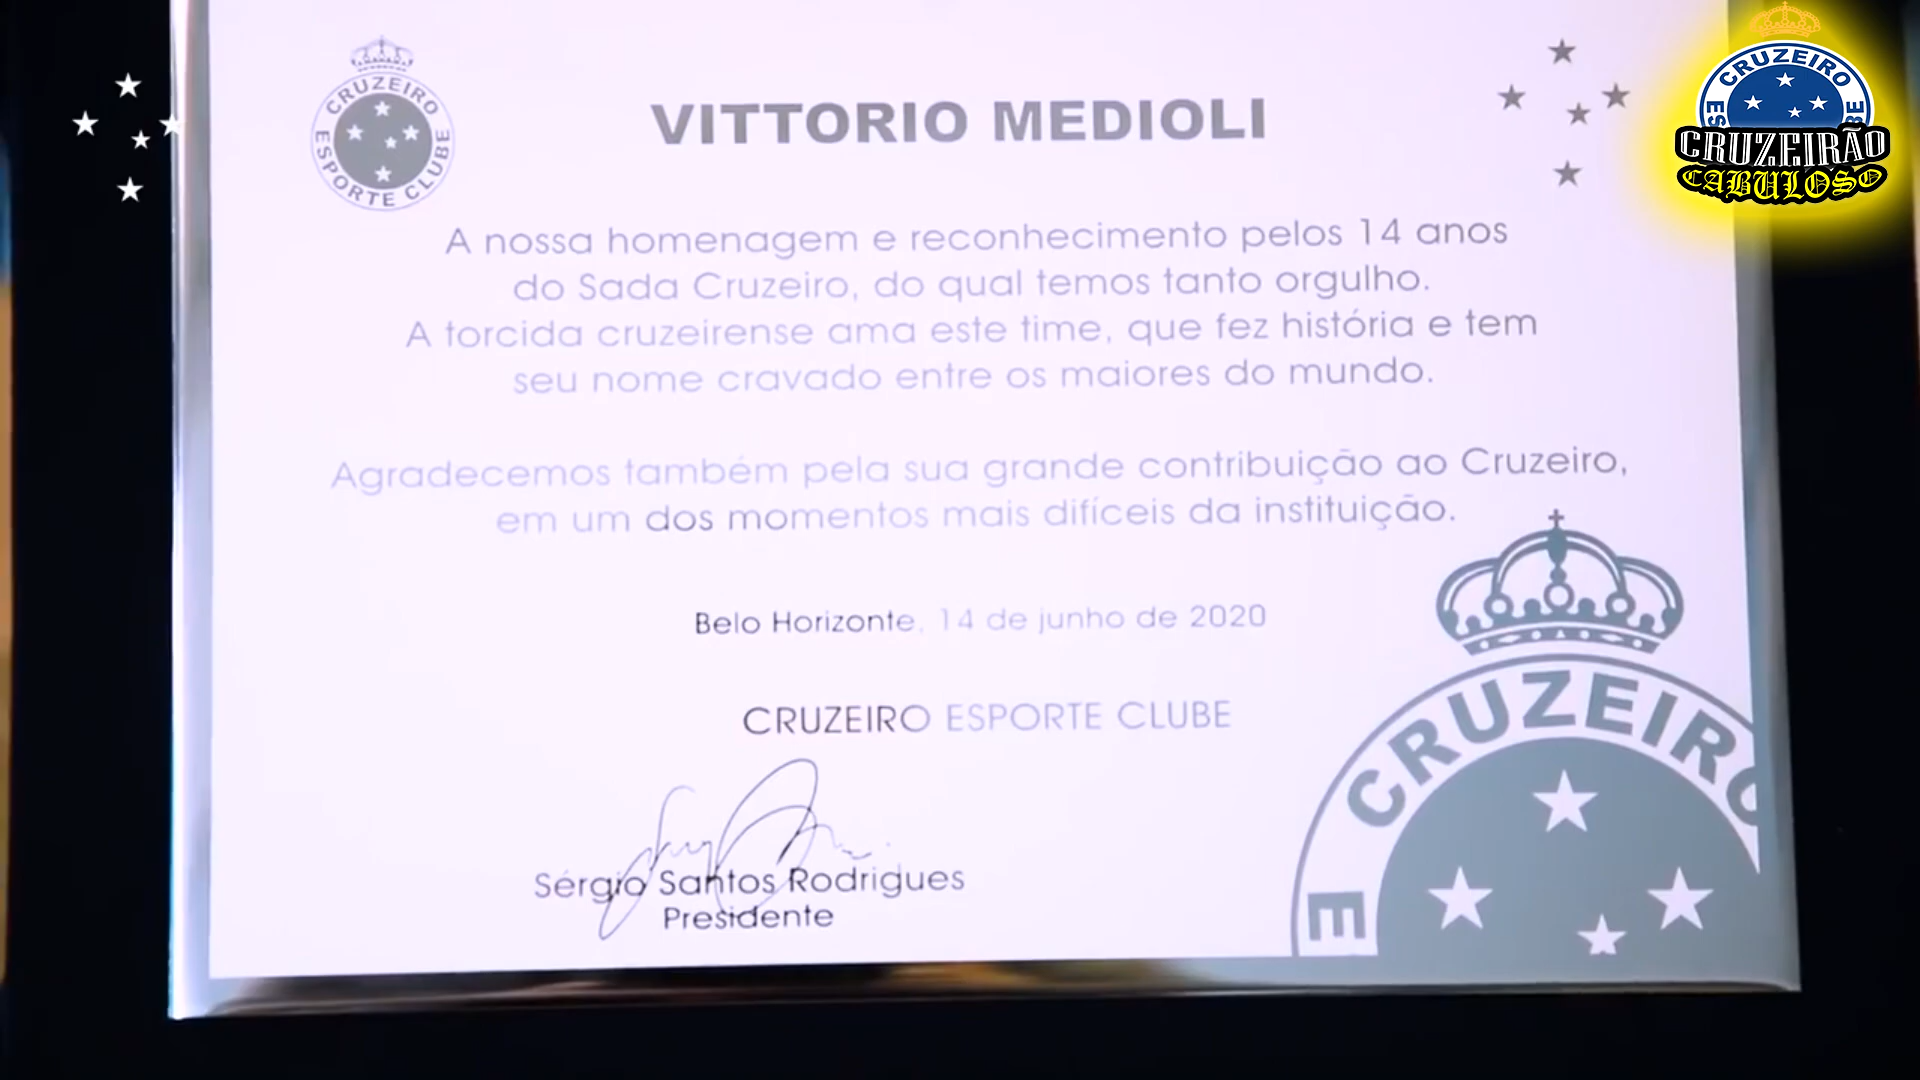 CRUZEIRO
ESPORTE CLUBE
VITTORIO MEDIOLI
A nossa homenagem e reconhecimento pelos 14 anos
do Sada Cruzeiro, do qual temos tanto orgulho.
A torcida cruzeirense ama este time, que fez história e tem
seu nome cravado entre os maiores do mundo.
Agradecemos também pela sua grande contribuição ao Cruzeiro,
em um dos momentos mais difíceis da instituição.
Belo Horizonte, 14 de junho de 2020
CRUZEIRO ESPORTE CLUBE
Sérgio Santos Rodrigues
Presidente
CRUZEIRO
E
CRUZEIRO
ES BE
CRUZEIRÃO
CABULOSO